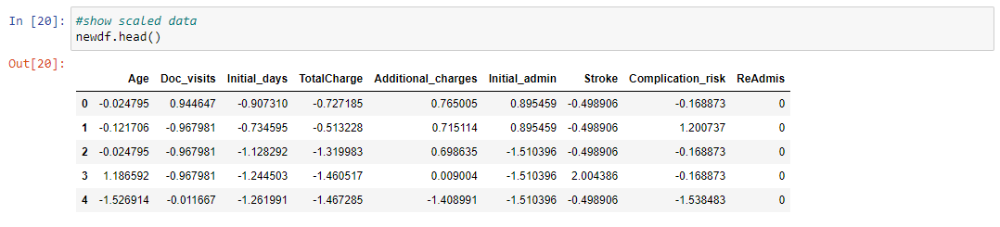 In [20]: #show scaled data
newdf.head()
Out[20]:
Age Doc_visits Initial_days TotalCharge Additional_charges Initial_admin Stroke Complication_risk ReAdmis
0 -0.024795 0.944647 -0.907310 -0.727185 0.765005 0.895459 -0.498906 -0.168873 0
1 -0.121706 -0.967981 -0.734595 -0.513228 0.715114 0.895459 -0.498906 1.200737 0
2 -0.024795 -0.967981 -1.128292 -1.319983 0.698635 -1.510396 -0.498906 -0.168873 0
3 1.186592 -0.967981 -1.244503 -1.460517 0.009004 -1.510396 2.004386 -0.168873 0
4 -1.526914 -0.011667 -1.261991 -1.467285 -1.408991 -1.510396 -0.498906 -1.538483 0